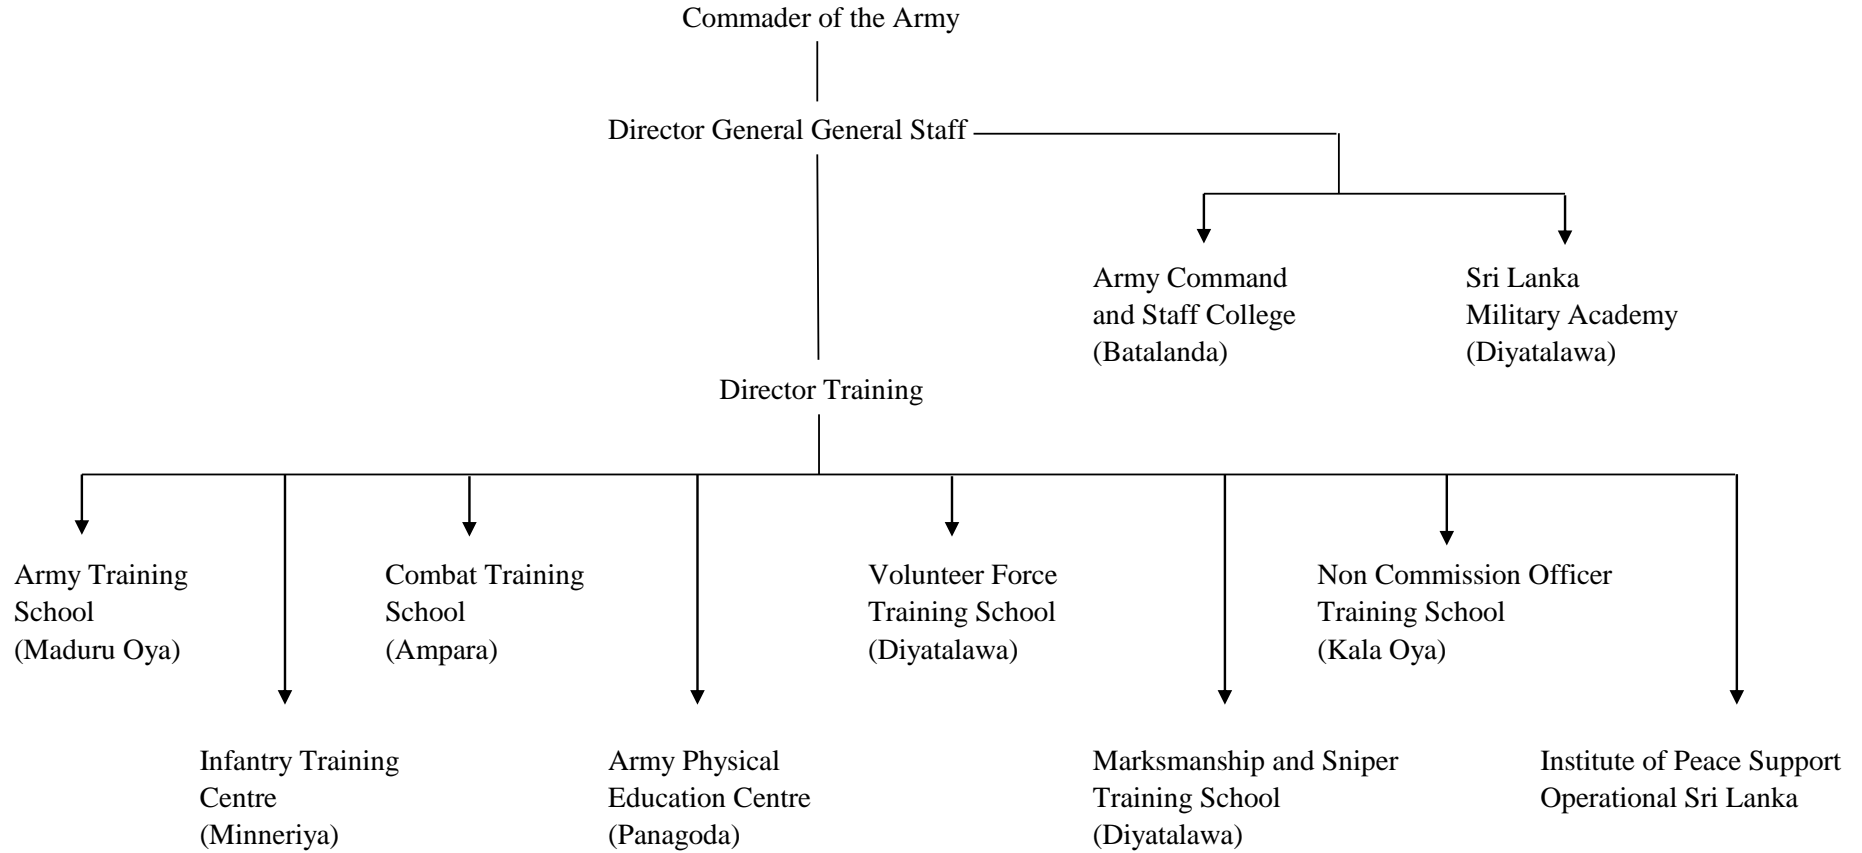 Commader of the Army
Director General General Staff
Army Command
and Staff College
(Batalanda)
Sri Lanka
Military Academy
(Diyatalawa)
Director Training
Army Training
School
(Maduru Oya)
Combat Training
School
(Ampara)
Volunteer Force
Training School
(Diyatalawa)
Non Commission Officer
Training School
(Kala Oya)
Infantry Training
Centre
(Minneriya)
Army Physical
Education Centre
(Panagoda)
Marksmanship and Sniper
Training School
(Diyatalawa)
Institute of Peace Support
Operational Sri Lanka